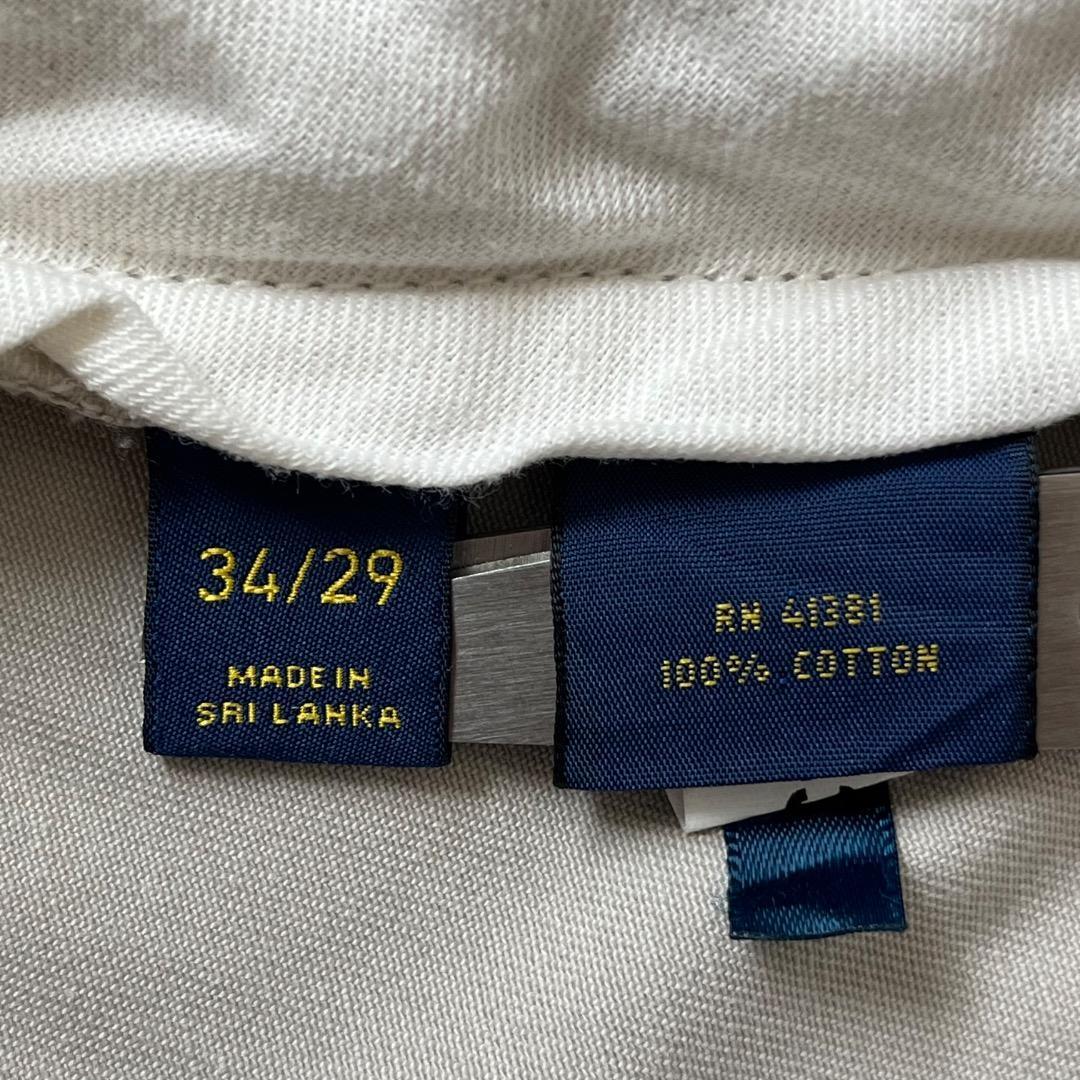 34/29
MADE IN
SRI LANKA
RN 41381
100% COTTON